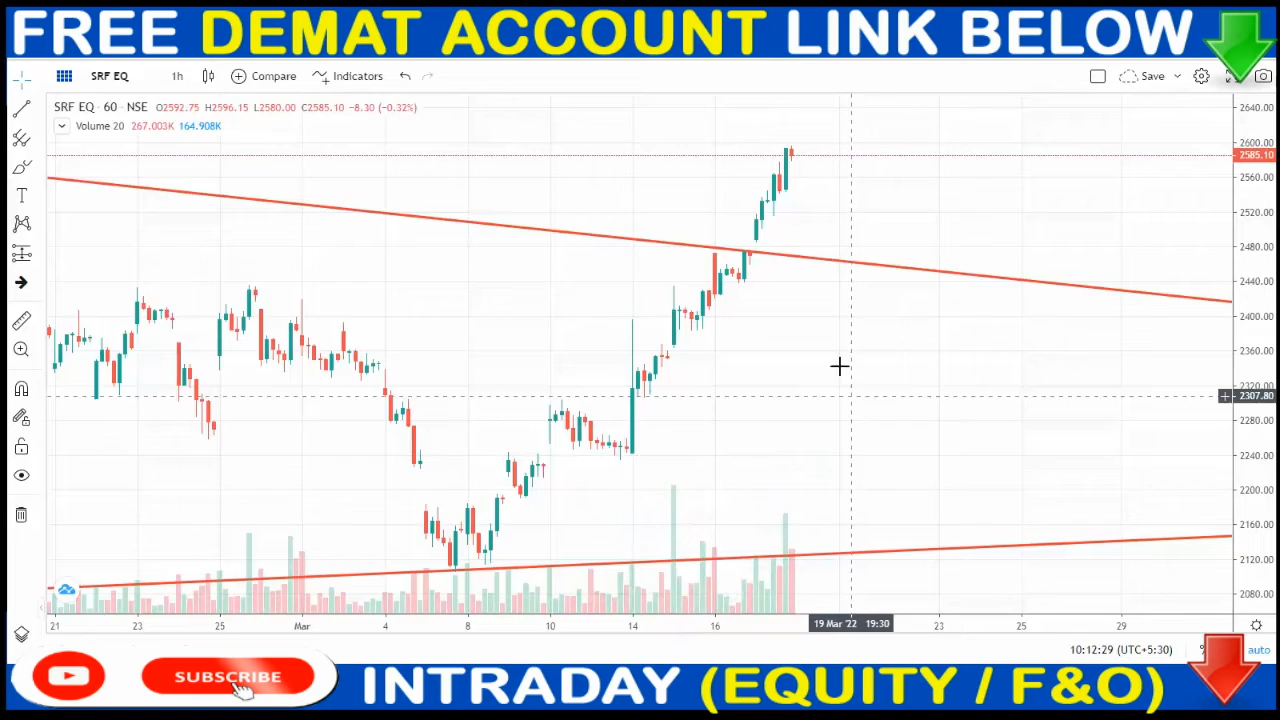 FREE DEMAT ACCOUNT LINK BELOW
SRF EQ 1h Compare Indicators Save
SRF EQ · 60 · NSE O2592.75 H2596.15 L2580.00 C2585.10 −8.30 (−0.32%)
Volume 20 267.003K 164.908K
2640.00
2600.00
2585.10
2560.00
2520.00
2480.00
2440.00
2400.00
2360.00
2320.00
2307.80
2280.00
2240.00
2200.00
2160.00
2120.00
2080.00
21 23 25 Mar 4 8 10 14 16 19 Mar '22 19:30 23 25 29
10:12:29 (UTC+5:30) % auto
SUBSCRIBE
INTRADAY (EQUITY / F&O)